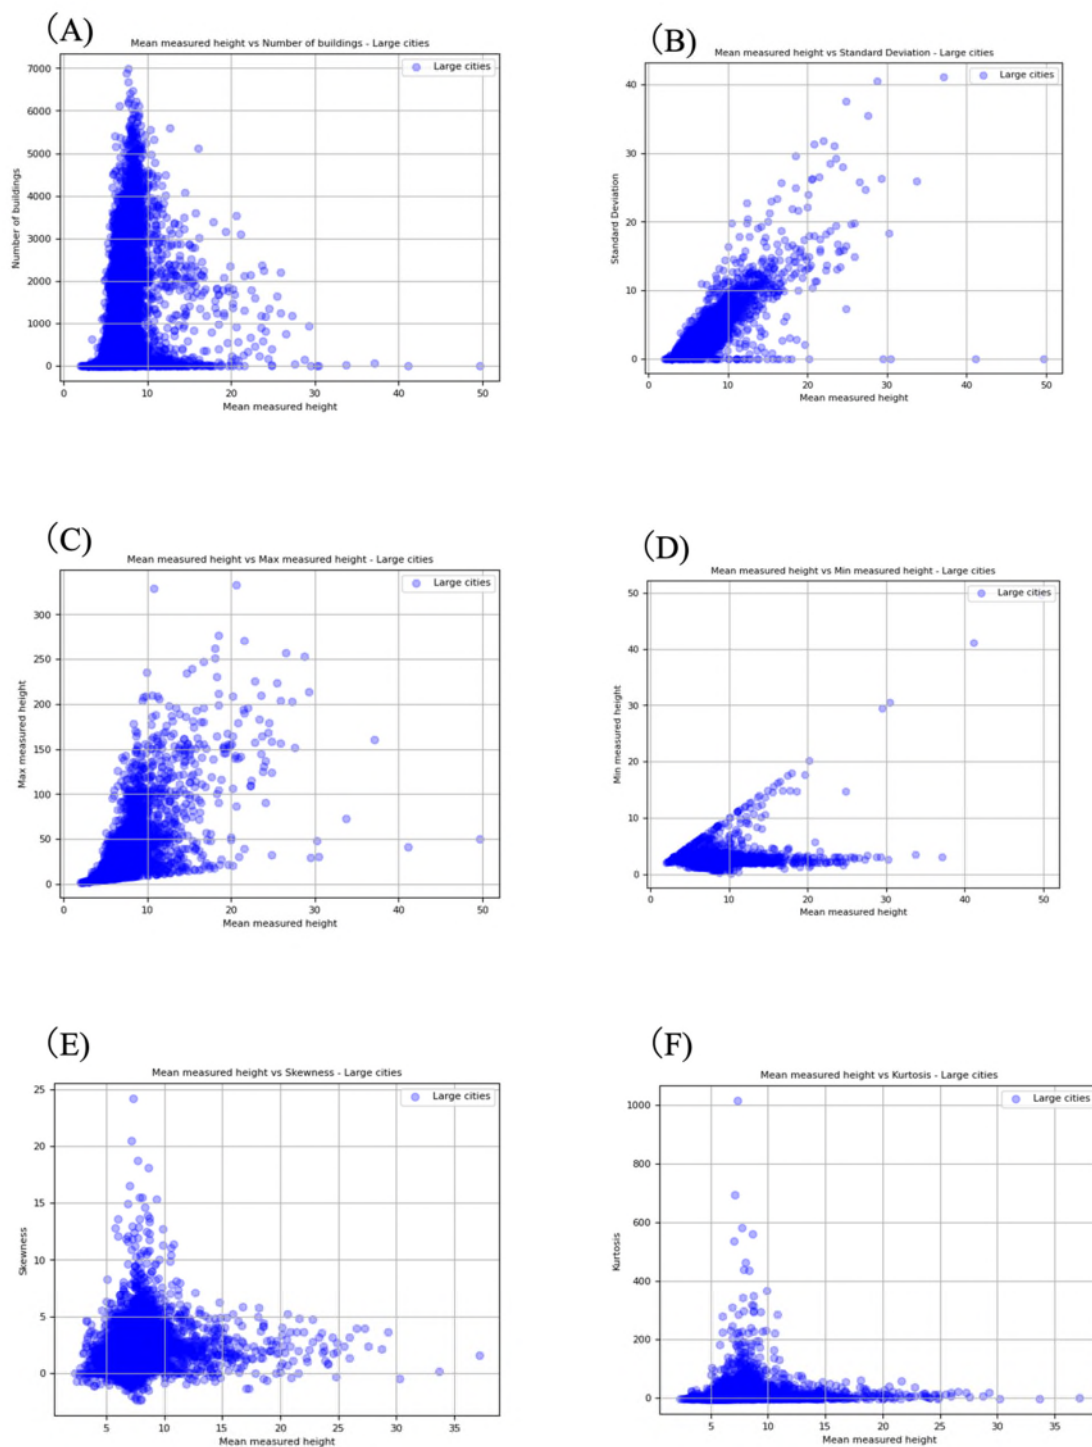 (A)
Mean measured height vs Number of buildings - Large cities
Large cities
7000
6000
5000
4000
3000
2000
1000
0
Number of buildings
0 10 20 30 40 50
Mean measured height
(B)
Mean measured height vs Standard Deviation - Large cities
Large cities
40
30
20
10
0
Standard Deviation
0 10 20 30 40 50
Mean measured height
(C)
Mean measured height vs Max measured height - Large cities
Large cities
300
250
200
150
100
50
0
Max measured height
0 10 20 30 40 50
Mean measured height
(D)
Mean measured height vs Min measured height - Large cities
Large cities
50
40
30
20
10
0
Min measured height
0 10 20 30 40 50
Mean measured height
(E)
Mean measured height vs Skewness - Large cities
Large cities
25
20
15
10
5
0
Skewness
5 10 15 20 25 30 35
Mean measured height
(F)
Mean measured height vs Kurtosis - Large cities
Large cities
1000
800
600
400
200
0
Kurtosis
5 10 15 20 25 30 35
Mean measured height